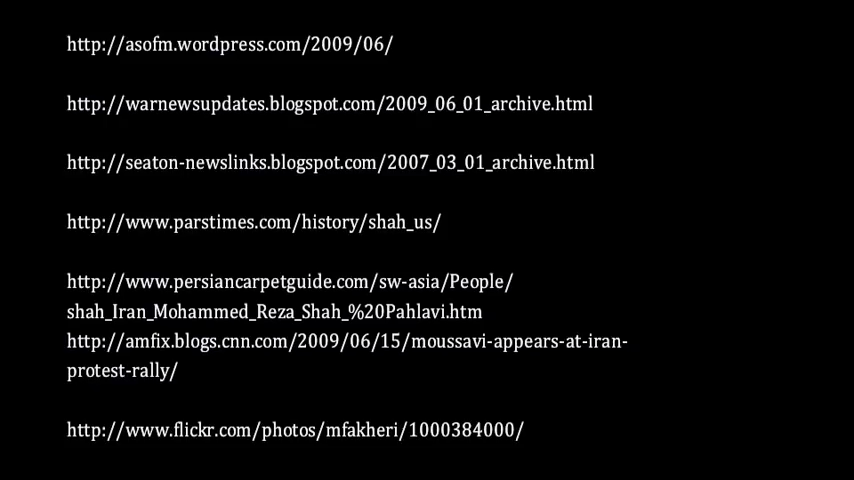 http://asofm.wordpress.com/2009/06/
http://warnewsupdates.blogspot.com/2009_06_01_archive.html
http://seaton-newslinks.blogspot.com/2007_03_01_archive.html
http://www.parstimes.com/history/shah_us/
http://www.persiancarpetguide.com/sw-asia/People/
shah_Iran_Mohammed_Reza_Shah_%20Pahlavi.htm
http://amfix.blogs.cnn.com/2009/06/15/moussavi-appears-at-iran-
protest-rally/
http://www.flickr.com/photos/mfakheri/1000384000/